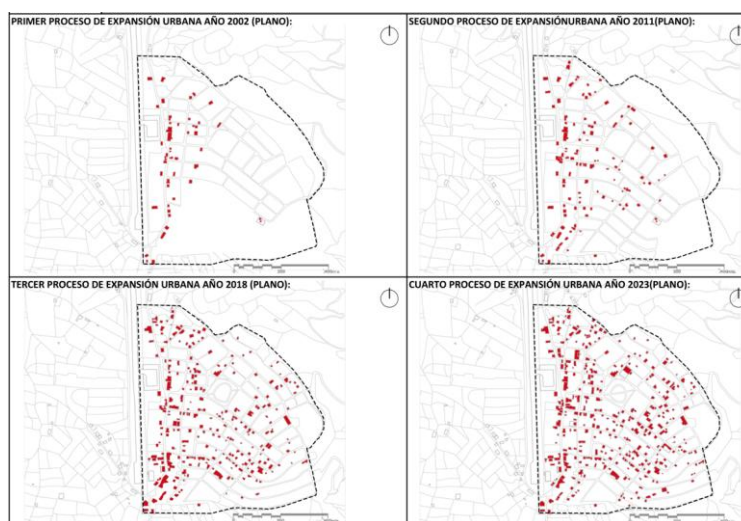 PRIMER PROCESO DE EXPANSIÓN URBANA AÑO 2002 (PLANO):
SEGUNDO PROCESO DE EXPANSIÓNURBANA AÑO 2011(PLANO):
TERCER PROCESO DE EXPANSIÓN URBANA AÑO 2018 (PLANO):
CUARTO PROCESO DE EXPANSIÓN URBANA AÑO 2023(PLANO):